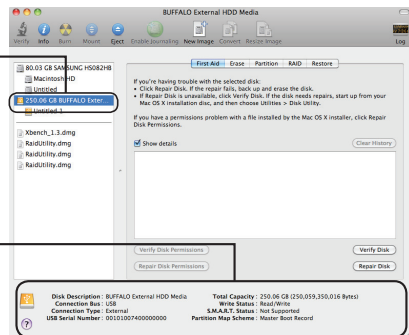 BUFFALO External HDD Media
Verify Info Burn Mount Eject Enable Journaling New Image Convert Resize Image Log
80.03 GB SAMSUNG HS082HB
Macintosh HD
Untitled
250.06 GB BUFFALO Exter...
Untitled 1
Xbench_1.3.dmg
RaidUtility.dmg
RaidUtility.dmg
RaidUtility.dmg
First Aid Erase Partition RAID Restore
If you're having trouble with the selected disk:
• Click Repair Disk. If the repair fails, back up and erase the disk.
• If Repair Disk is unavailable, click Verify Disk. If the disk needs repairs, start up from your
Mac OS X installation disc, and then choose Utilities > Disk Utility.
If you have a permissions problem with a file installed by the Mac OS X installer, click Repair
Disk Permissions.
Show details
Clear History
Verify Disk Permissions
Verify Disk
Repair Disk Permissions
Repair Disk
Disk Description : BUFFALO External HDD Media
Connection Bus : USB
Connection Type : External
USB Serial Number : 00101007400000000
Total Capacity : 250.06 GB (250,059,350,016 Bytes)
Write Status : Read/Write
S.M.A.R.T. Status : Not Supported
Partition Map Scheme : Master Boot Record
?